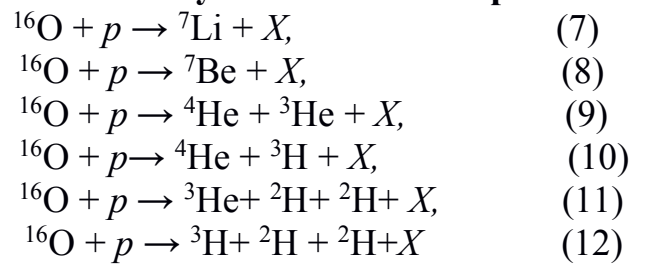 ¹⁶O + p → ⁷Li + X, (7)
¹⁶O + p → ⁷Be + X, (8)
¹⁶O + p → ⁴He + ³He + X, (9)
¹⁶O + p→ ⁴He + ³H + X, (10)
¹⁶O + p → ³He+ ²H+ ²H+ X, (11)
¹⁶O + p → ³H+ ²H + ²H+X (12)